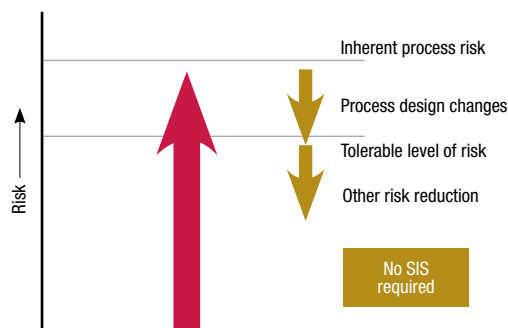 Inherent process risk
Process design changes
Tolerable level of risk
Other risk reduction
Risk
No SIS
required